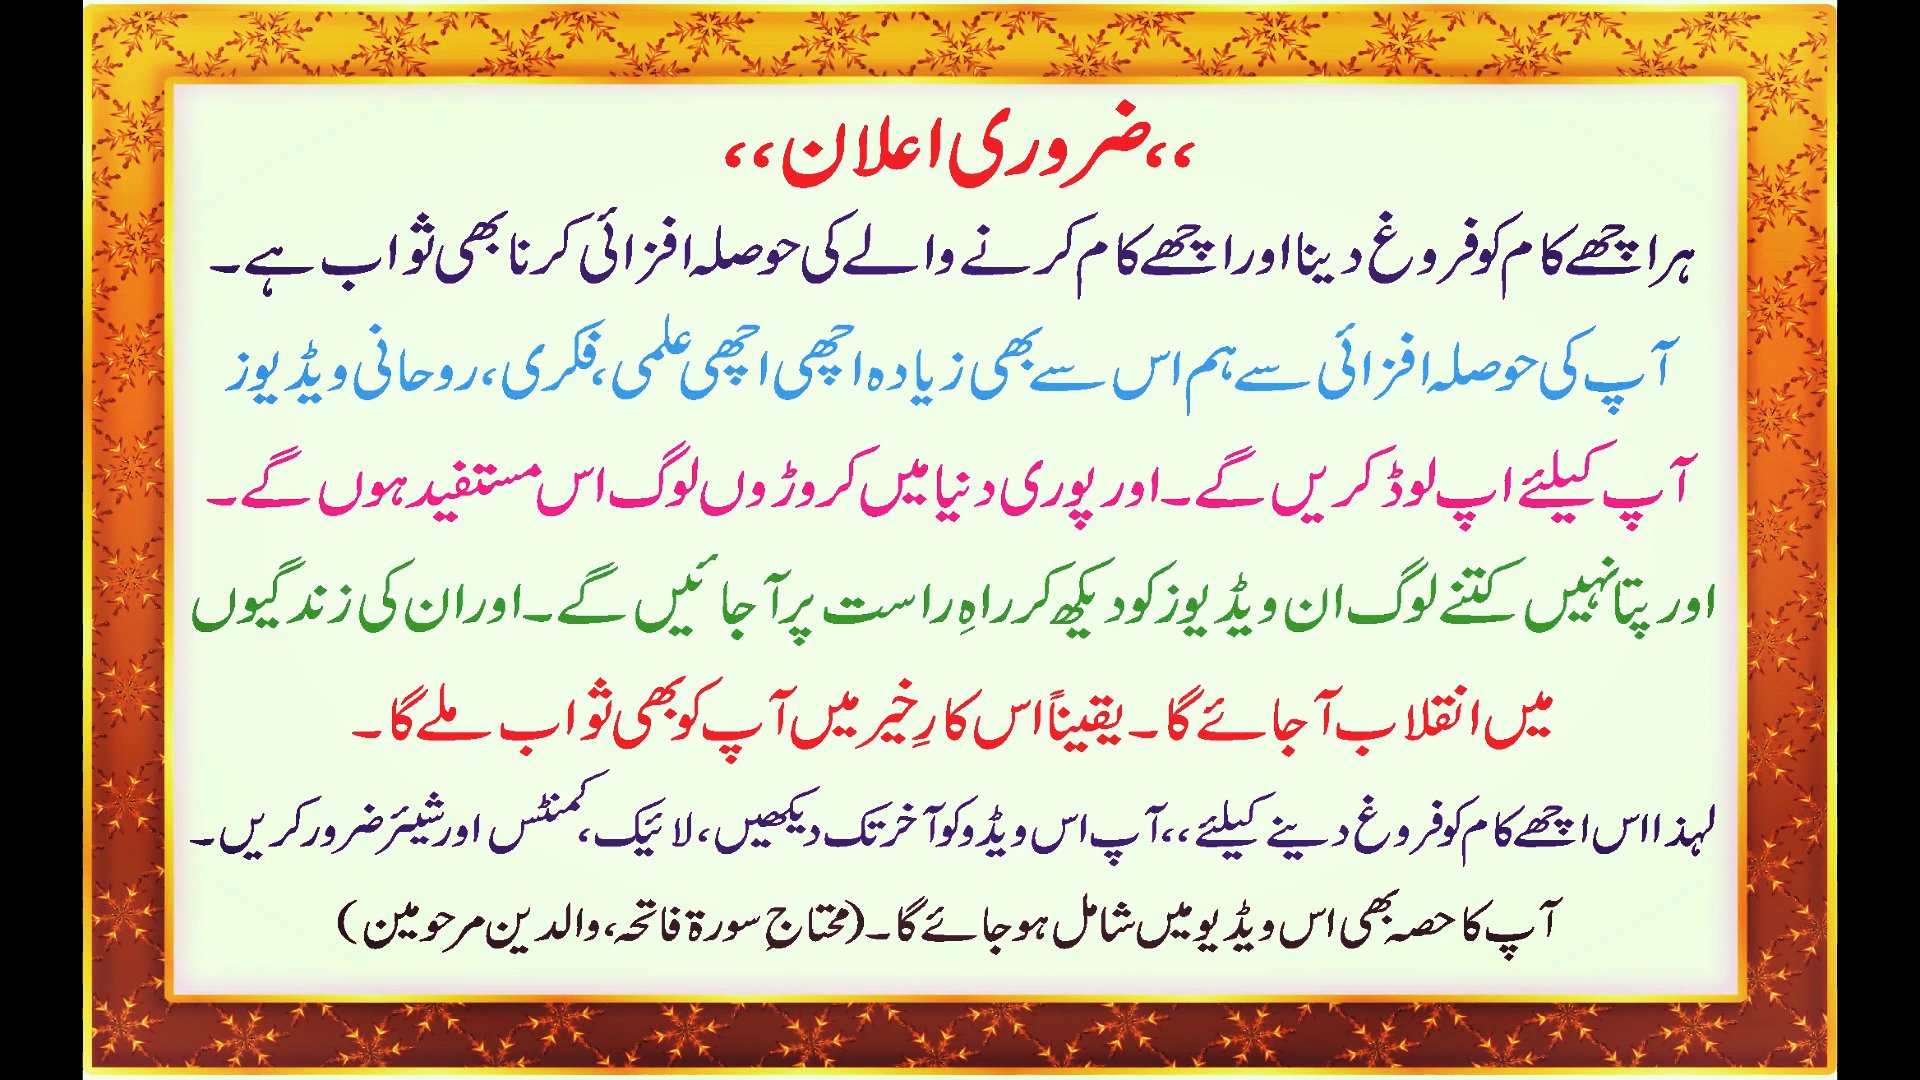 ،،ضروری اعلان،،
ہر اچھے کام کو فروغ دینا اور اچھے کام کرنے والے کی حوصلہ افزائی کرنا بھی ثواب ہے۔
آپ کی حوصلہ افزائی سے ہم اس سے بھی زیادہ اچھی اچھی علمی، فکری، روحانی ویڈیوز
آپ کیلئے اپ لوڈ کریں گے۔ اور پوری دنیا میں کروڑوں لوگ اس مستفید ہوں گے۔
اور پتا نہیں کتنے لوگ ان ویڈیوز کو دیکھ کر راہِ راست پر آجائیں گے۔ اور ان کی زندگیوں
میں انقلاب آجائے گا۔ یقیناً اس کارِ خیر میں آپ کو بھی ثواب ملے گا۔
لہذا اس اچھے کام کو فروغ دینے کیلئے ،،آپ اس ویڈو کو آخر تک دیکھیں، لائیک، کمنٹس اور شیئر ضرور کریں۔
آپ کا حصہ بھی اس ویڈیو میں شامل ہوجائے گا۔ (محتاجِ سورۃ فاتحہ، والدین مرحومین)